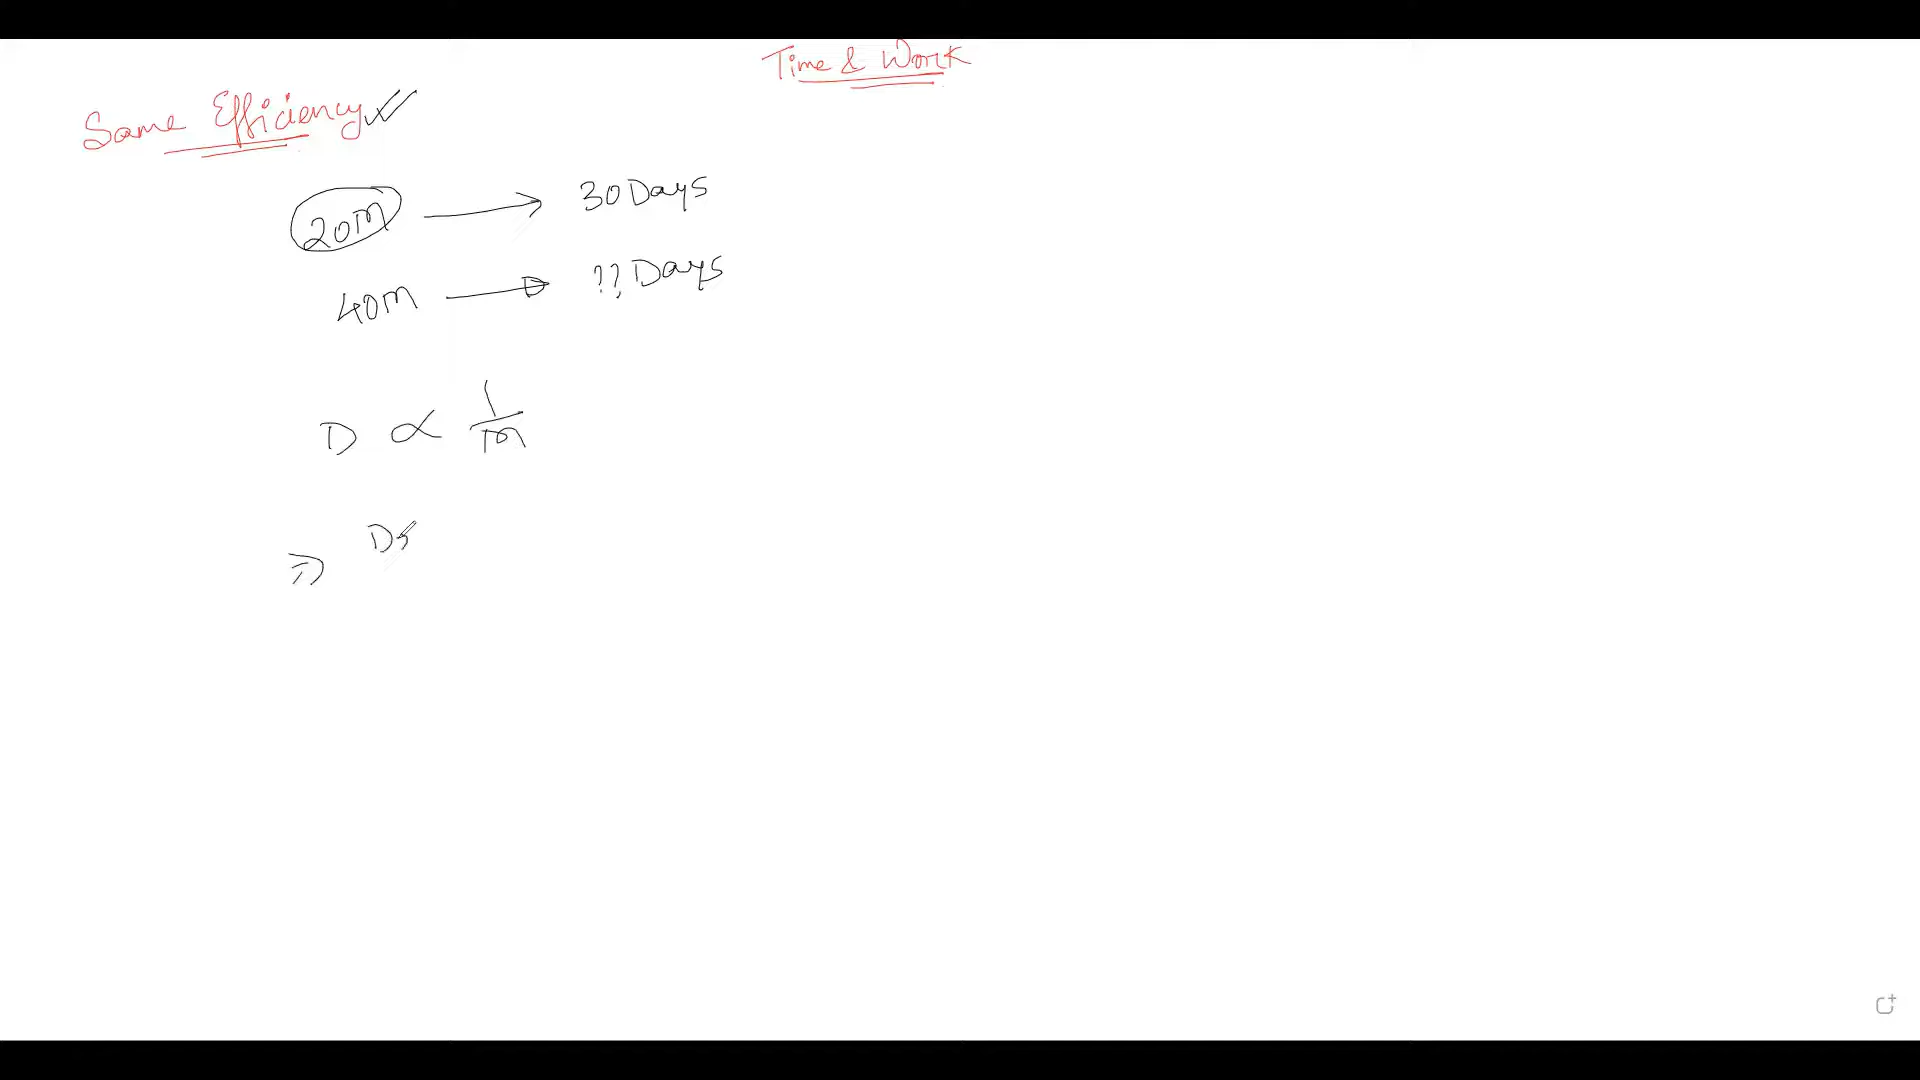 Time & Work
Same Efficiency ✓
20M → 30 Days
40M → ?? Days
D ∝ 1/m
⇒ D